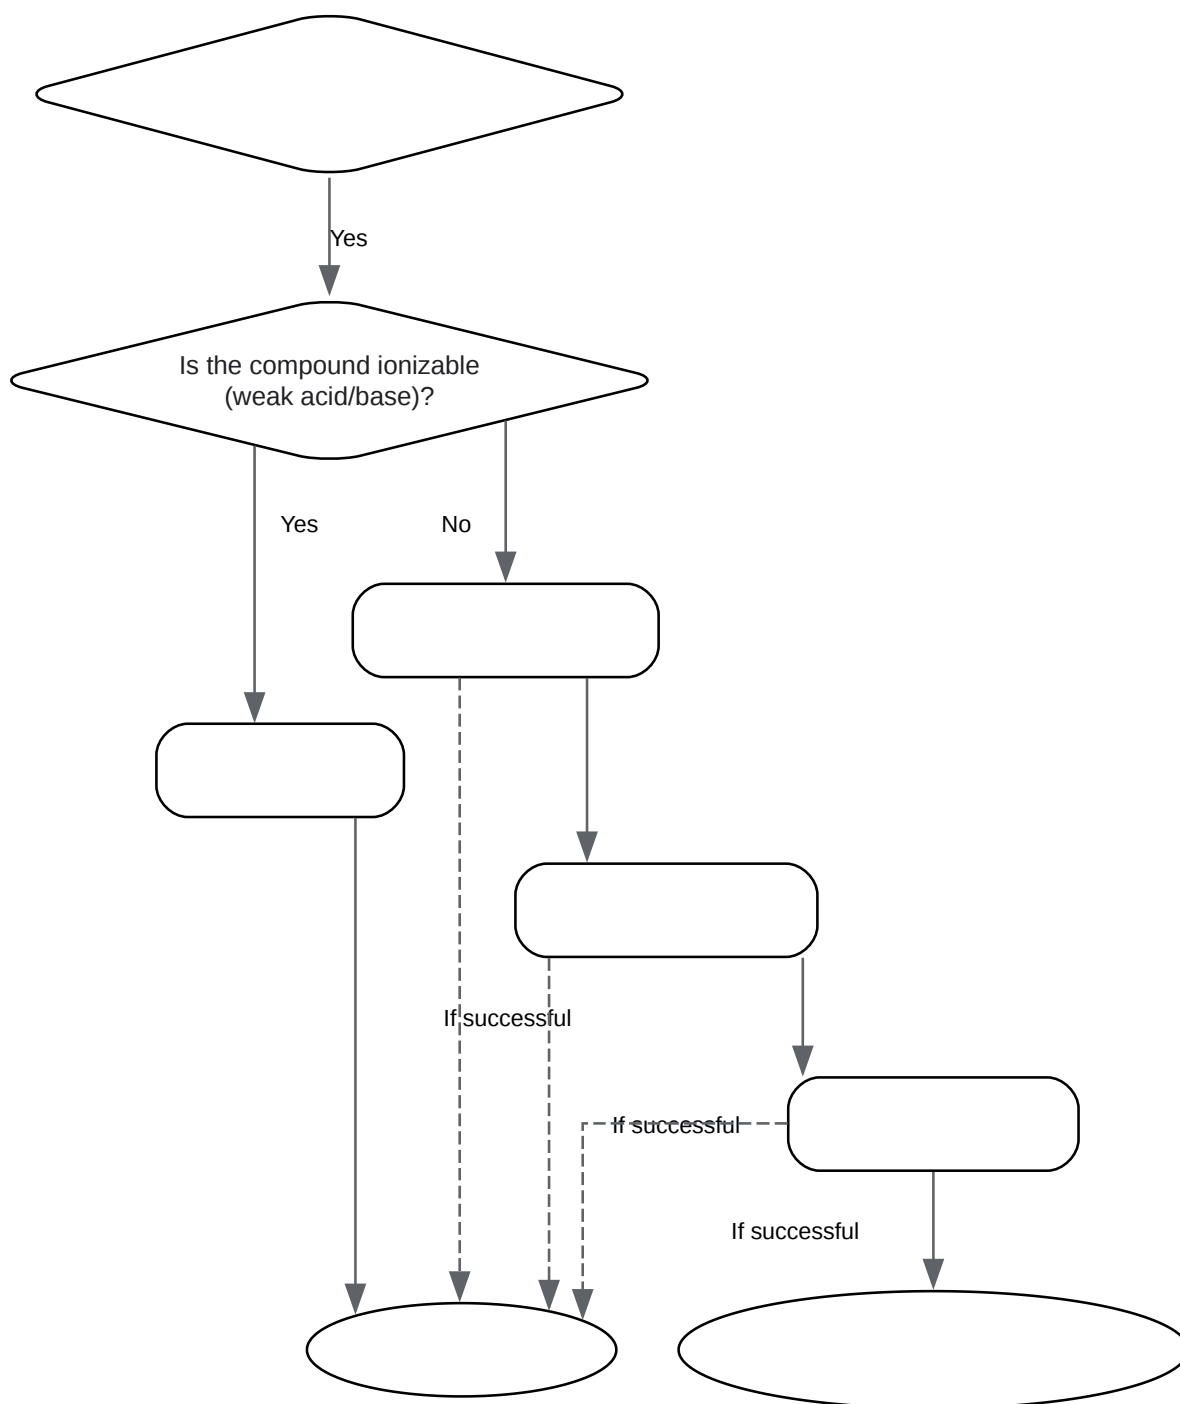 Yes
Is the compound ionizable
(weak acid/base)?
Yes
No
If successful
If successful
If successful